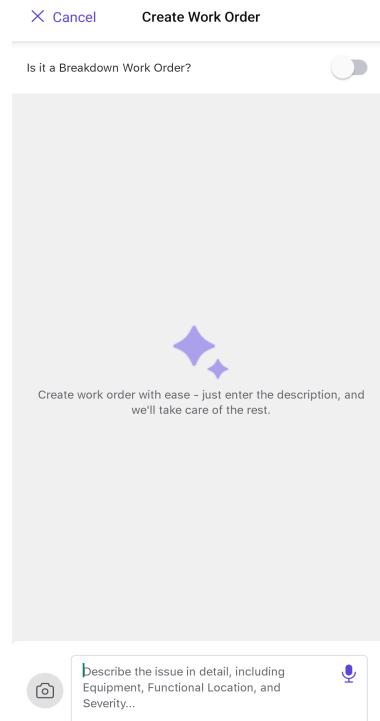 Cancel
Create Work Order
Is it a Breakdown Work Order?
Create work order with ease - just enter the description, and
we'll take care of the rest.
Describe the issue in detail, including
Equipment, Functional Location, and
Severity...